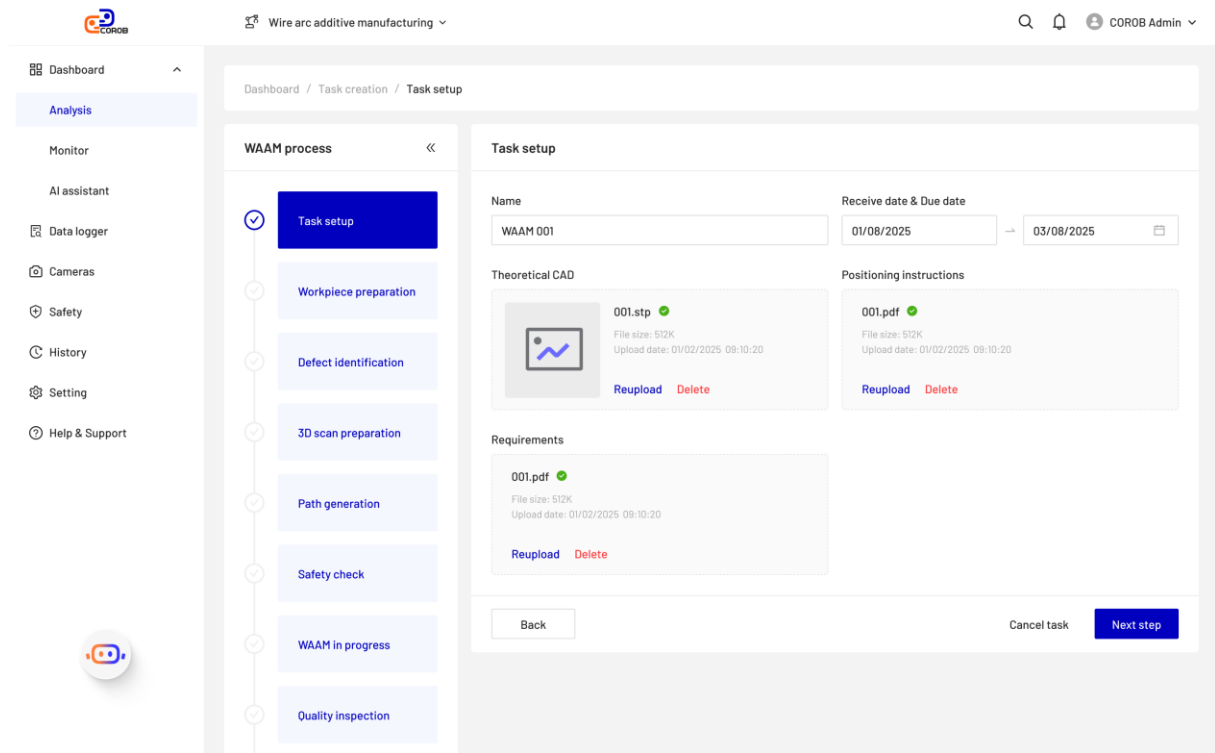 COROB
Wire arc additive manufacturing
COROB Admin
Dashboard
Analysis
Monitor
AI assistant
Data logger
Cameras
Safety
History
Setting
Help & Support
Dashboard / Task creation / Task setup
WAAM process
Task setup
Workpiece preparation
Defect identification
3D scan preparation
Path generation
Safety check
WAAM in progress
Quality inspection
Task setup
Name
WAAM 001
Receive date & Due date
01/08/2025 → 03/08/2025
Theoretical CAD
001.stp
File size: 512K
Upload date: 01/02/2025 09:10:20
Reupload Delete
Positioning instructions
001.pdf
File size: 512K
Upload date: 01/02/2025 09:10:20
Reupload Delete
Requirements
001.pdf
File size: 512K
Upload date: 01/02/2025 09:10:20
Reupload Delete
Back
Cancel task
Next step